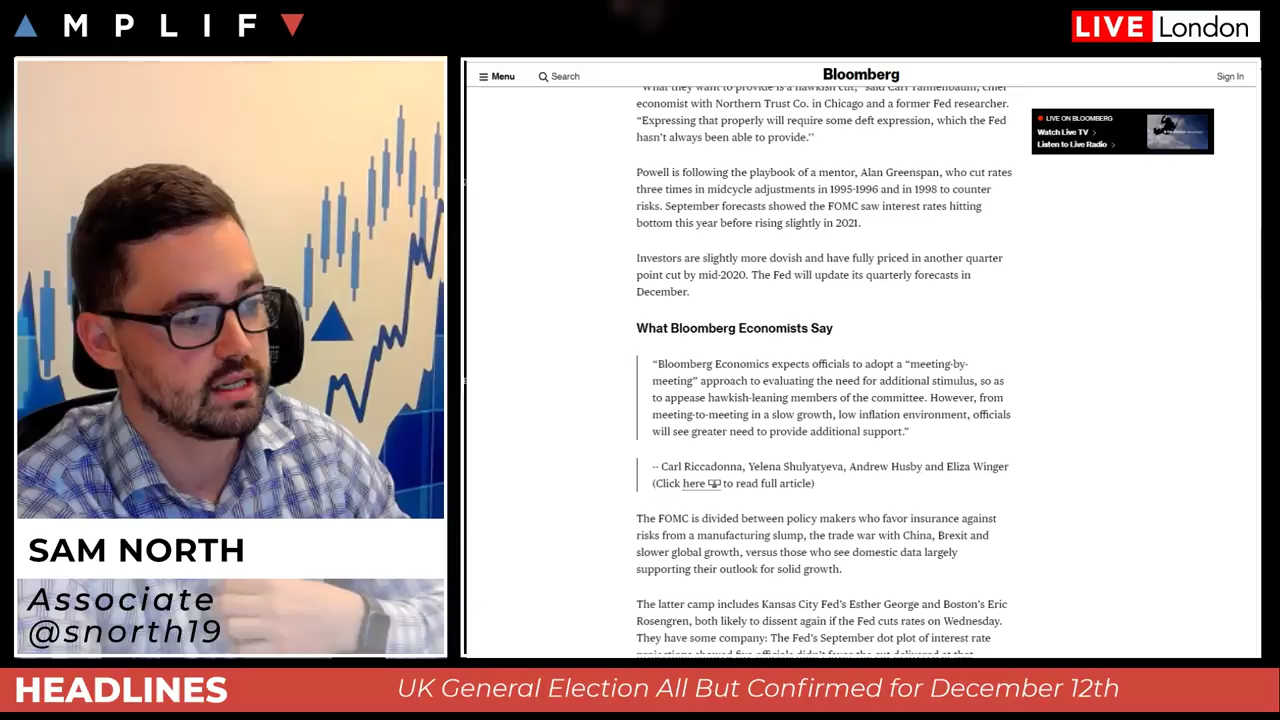 MPLIF
LIVE London
Menu
Search
Bloomberg
Sign In
"What they want to provide is a hawkish cut," said Carl Tannenbaum, chief
economist with Northern Trust Co. in Chicago and a former Fed researcher.
“Expressing that properly will require some deft expression, which the Fed
hasn’t always been able to provide.’’
LIVE ON BLOOMBERG
Watch Live TV
Listen to Live Radio
Powell is following the playbook of a mentor, Alan Greenspan, who cut rates
three times in midcycle adjustments in 1995-1996 and in 1998 to counter
risks. September forecasts showed the FOMC saw interest rates hitting
bottom this year before rising slightly in 2021.
Investors are slightly more dovish and have fully priced in another quarter
point cut by mid-2020. The Fed will update its quarterly forecasts in
December.
What Bloomberg Economists Say
“Bloomberg Economics expects officials to adopt a “meeting-by-
meeting” approach to evaluating the need for additional stimulus, so as
to appease hawkish-leaning members of the committee. However, from
meeting-to-meeting in a slow growth, low inflation environment, officials
will see greater need to provide additional support.”
-- Carl Riccadonna, Yelena Shulyatyeva, Andrew Husby and Eliza Winger
(Click here to read full article)
The FOMC is divided between policy makers who favor insurance against
risks from a manufacturing slump, the trade war with China, Brexit and
slower global growth, versus those who see domestic data largely
supporting their outlook for solid growth.
The latter camp includes Kansas City Fed’s Esther George and Boston’s Eric
Rosengren, both likely to dissent again if the Fed cuts rates on Wednesday.
They have some company: The Fed’s September dot plot of interest rate
SAM NORTH
Associate
@snorth19
HEADLINES
UK General Election All But Confirmed for December 12th